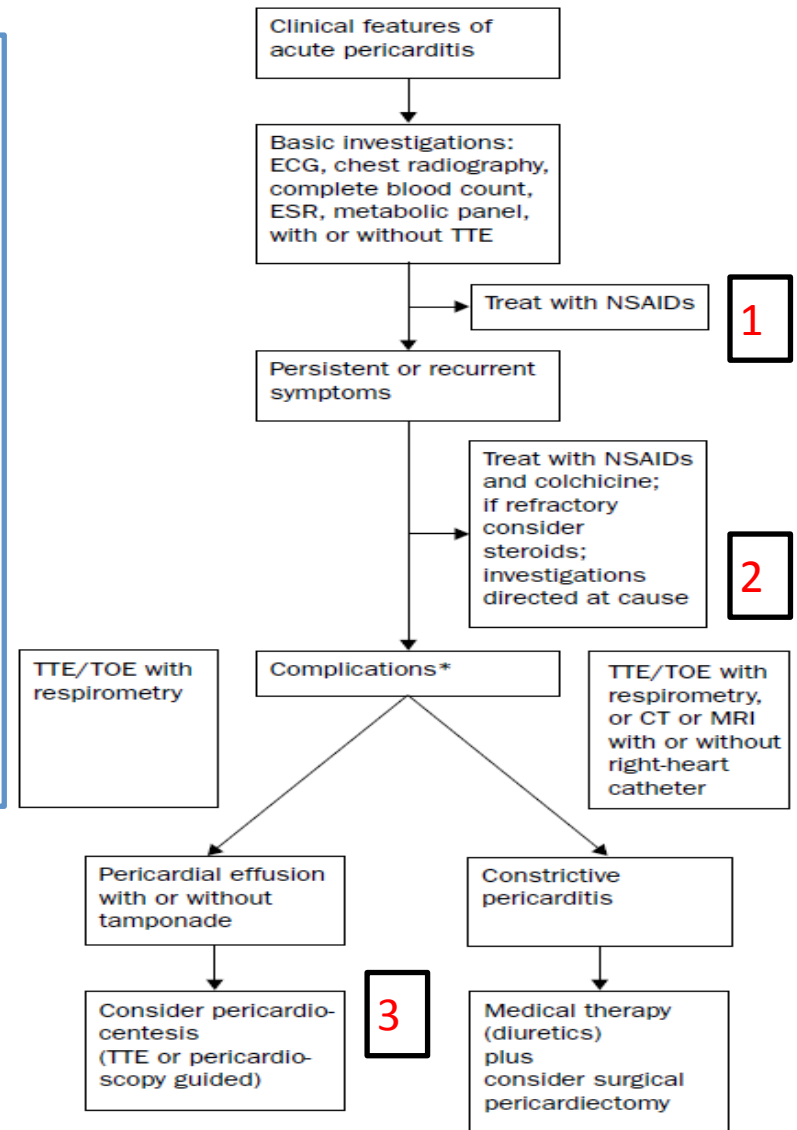 Clinical features of
acute pericarditis
Basic investigations:
ECG, chest radiography,
complete blood count,
ESR, metabolic panel,
with or without TTE
Treat with NSAIDs
1
Persistent or recurrent
symptoms
Treat with NSAIDs
and colchicine;
if refractory
consider
steroids;
investigations
directed at cause
2
TTE/TOE with
respirometry
Complications*
TTE/TOE with
respirometry,
or CT or MRI
with or without
right-heart
catheter
Pericardial effusion
with or without
tamponade
Constrictive
pericarditis
Consider pericardio-
centesis
(TTE or pericardio-
scopy guided)
3
Medical therapy
(diuretics)
plus
consider surgical
pericardiectomy